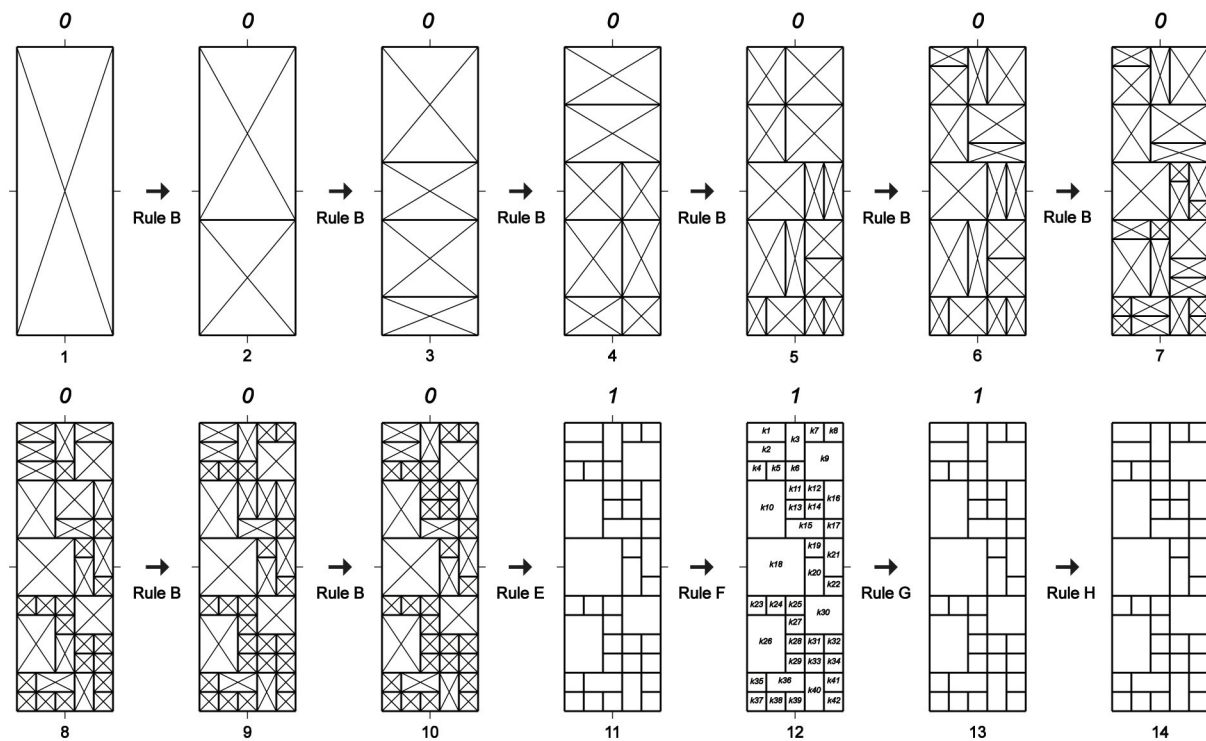 0 0 0 0 0 0 0
Rule B Rule B Rule B Rule B Rule B Rule B
1 2 3 4 5 6 7
0 0 0 1 1 1
k1 k3 k7 k8
k2 k9
k4 k5 k6
k11 k12
k10 k13 k14 k16
k15 k17
k19
k18 k20 k21
k22
Rule B Rule B Rule E Rule F Rule G Rule H
k23 k24 k25 k30
k27
k26 k28 k31 k32
k29 k33 k34
k35 k36 k40 k41
k37 k38 k39 k42
8 9 10 11 12 13 14